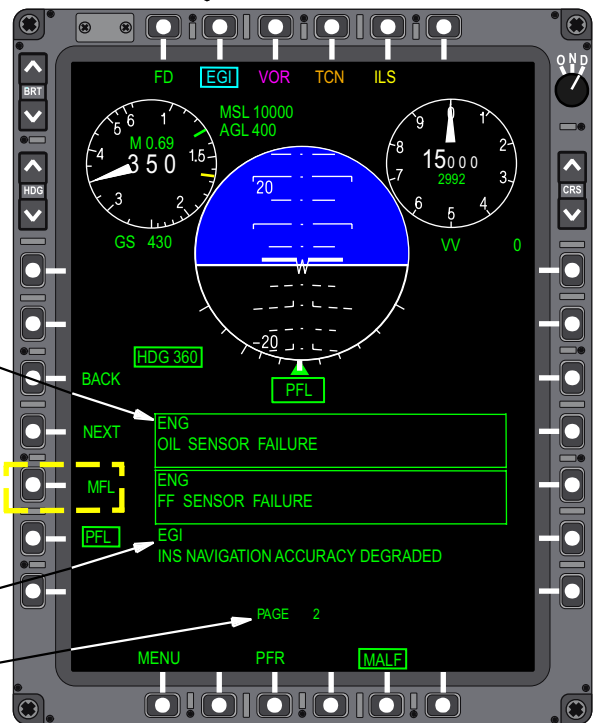 O N D
FD EGI VOR TCN ILS
BRT
MSL 10000
AGL 400
6 1
5
M 0.69
4 350 1.5
3 2
0
9 1
8 2
15000
2992
7 3
6 5 4
HDG
CRS
GS 430
VV 0
20
W
-20
HDG 360
BACK
PFL
NEXT
ENG
OIL SENSOR FAILURE
MFL
ENG
FF SENSOR FAILURE
PFL
EGI
INS NAVIGATION ACCURACY DEGRADED
PAGE 2
MENU PFR MALF